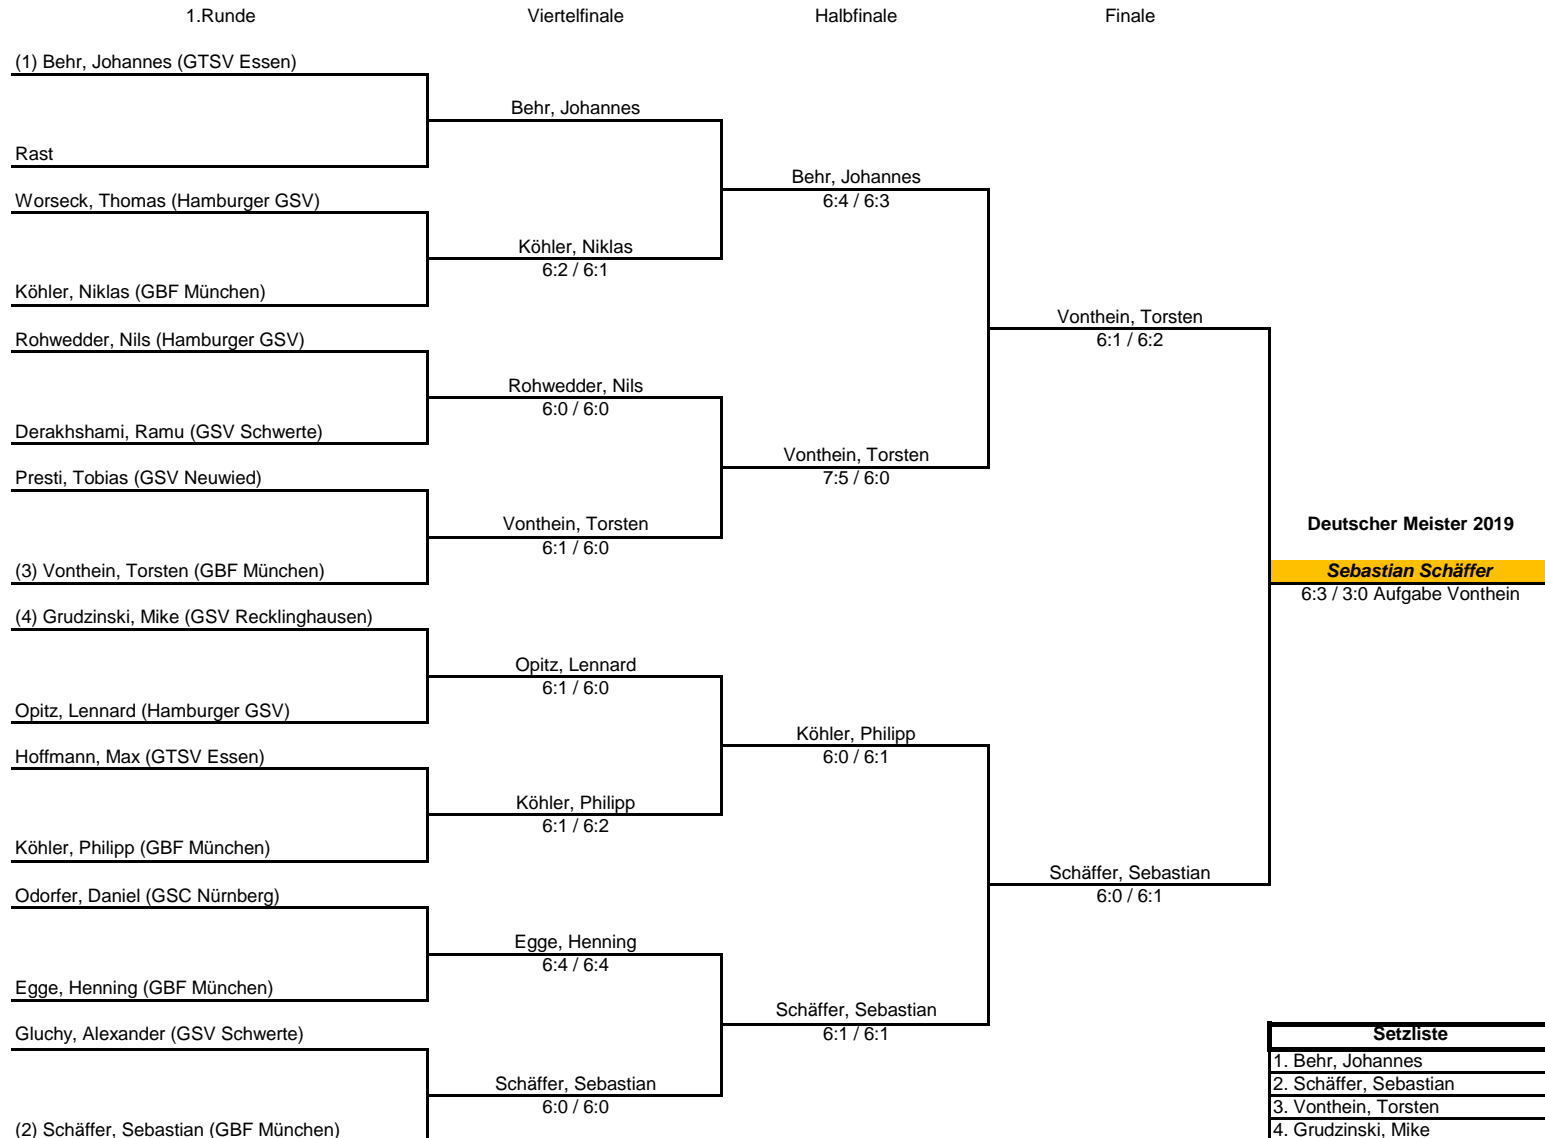 1.Runde
Viertelfinale
Halbfinale
Finale
(1) Behr, Johannes (GTSV Essen)
Behr, Johannes
Rast
Behr, Johannes
6:4 / 6:3
Worseck, Thomas (Hamburger GSV)
Köhler, Niklas
6:2 / 6:1
Köhler, Niklas (GBF München)
Vonthein, Torsten
6:1 / 6:2
Rohwedder, Nils (Hamburger GSV)
Rohwedder, Nils
6:0 / 6:0
Derakhshami, Ramu (GSV Schwerte)
Vonthein, Torsten
7:5 / 6:0
Presti, Tobias (GSV Neuwied)
Vonthein, Torsten
6:1 / 6:0
Deutscher Meister 2019
(3) Vonthein, Torsten (GBF München)
Sebastian Schäffer
6:3 / 3:0 Aufgabe Vonthein
(4) Grudzinski, Mike (GSV Recklinghausen)
Opitz, Lennard
6:1 / 6:0
Opitz, Lennard (Hamburger GSV)
Köhler, Philipp
6:0 / 6:1
Hoffmann, Max (GTSV Essen)
Köhler, Philipp
6:1 / 6:2
Köhler, Philipp (GBF München)
Schäffer, Sebastian
6:0 / 6:1
Odorfer, Daniel (GSC Nürnberg)
Egge, Henning
6:4 / 6:4
Egge, Henning (GBF München)
Schäffer, Sebastian
6:1 / 6:1
Gluchy, Alexander (GSV Schwerte)
Schäffer, Sebastian
6:0 / 6:0
(2) Schäffer, Sebastian (GBF München)
Setzliste
1. Behr, Johannes
2. Schäffer, Sebastian
3. Vonthein, Torsten
4. Grudzinski, Mike